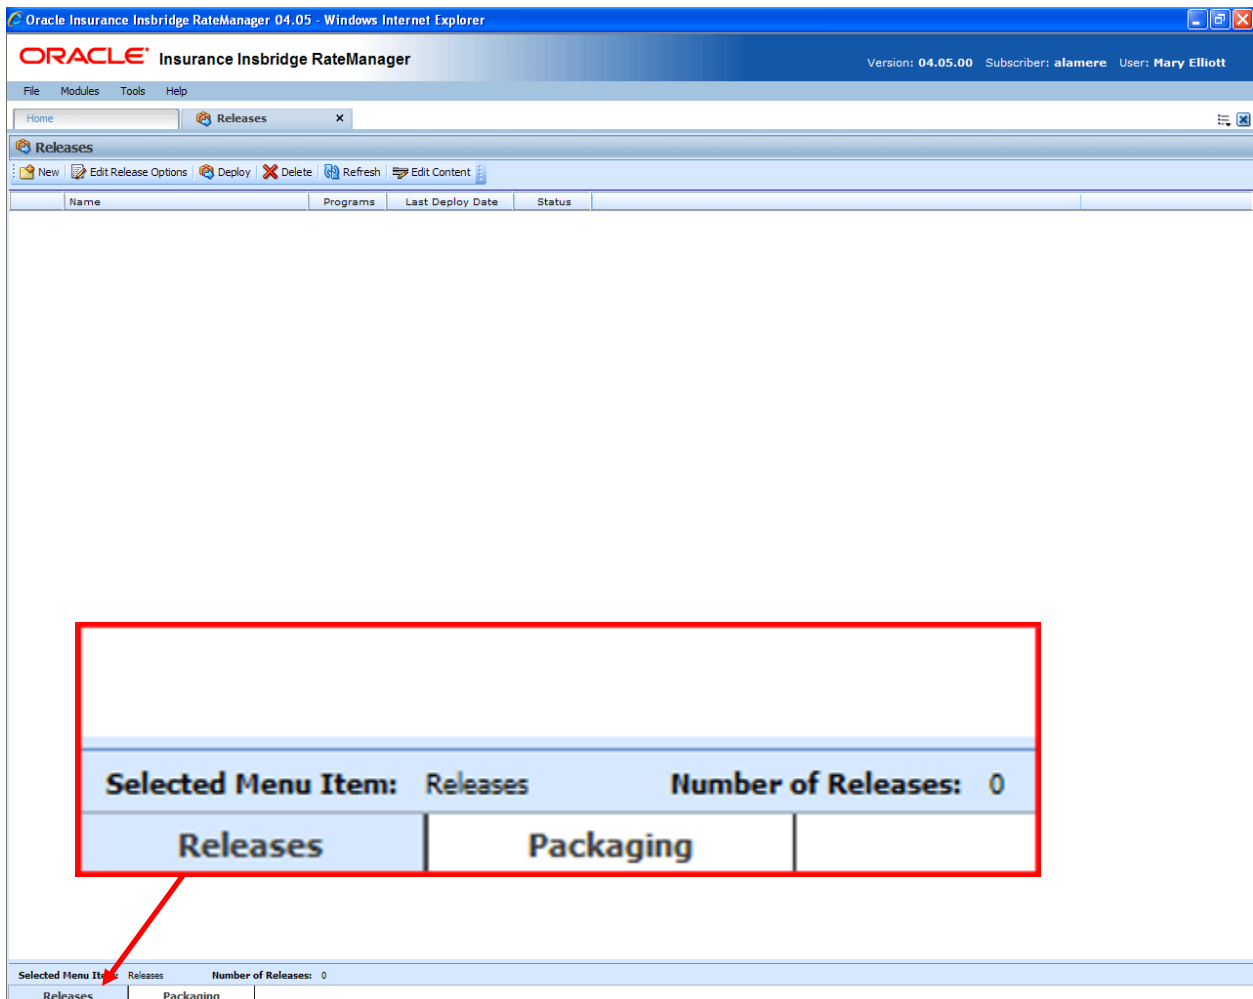 Oracle Insurance Insbridge RateManager 04.05 - Windows Internet Explorer
ORACLE Insurance Insbridge RateManager
Version: 04.05.00 Subscriber: alamere User: Mary Elliott
File Modules Tools Help
Home Releases x
Releases
New Edit Release Options Deploy Delete Refresh Edit Content
Name Programs Last Deploy Date Status
Selected Menu Item: Releases Number of Releases: 0
Releases Packaging
Selected Menu Item: Releases Number of Releases: 0
Releases Packaging